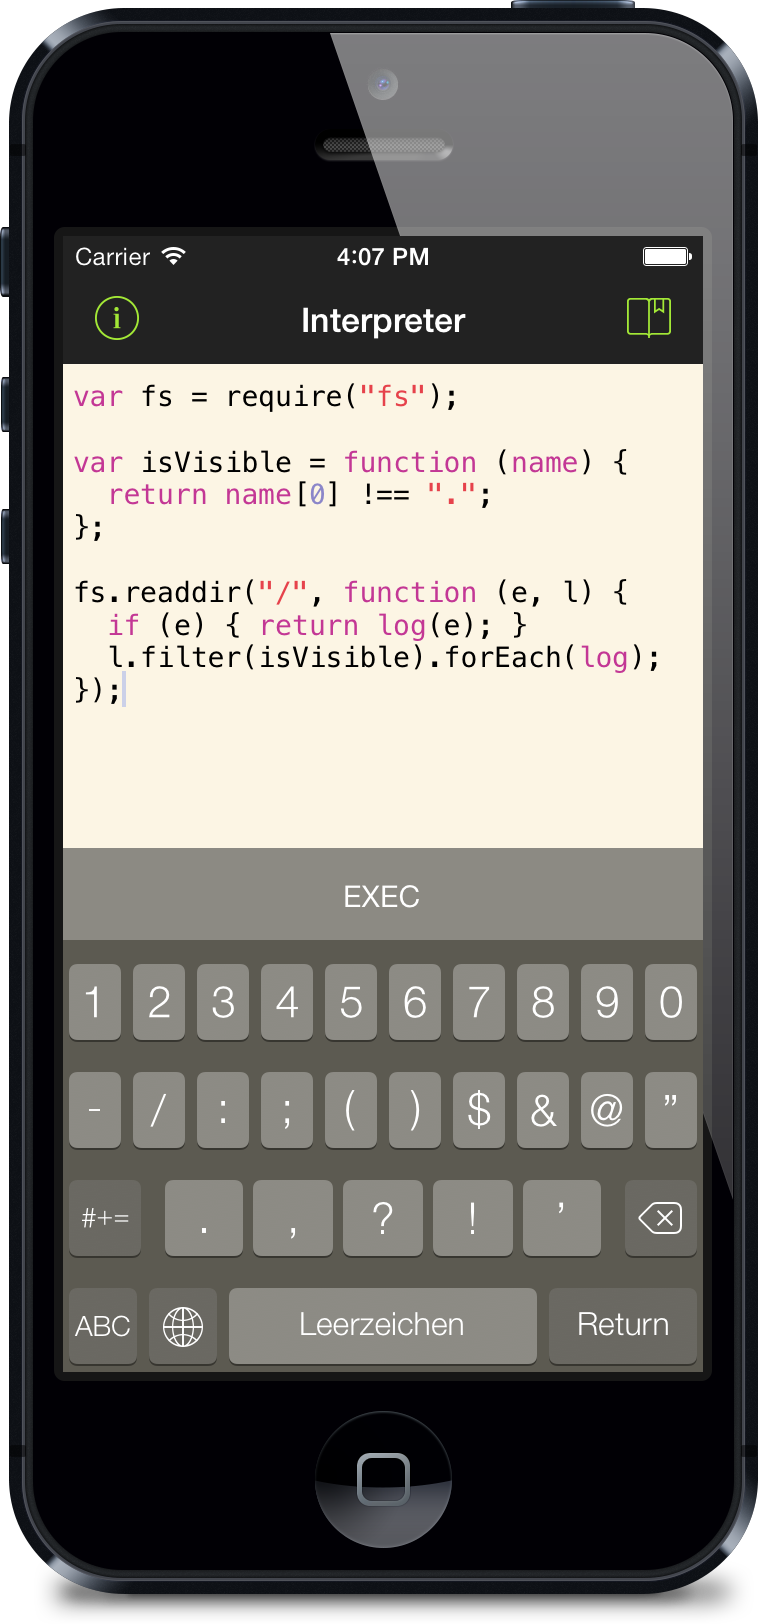 Carrier 4:07 PM
i Interpreter
var fs = require("fs");

var isVisible = function (name) {
  return name[0] !== ".";
};

fs.readdir("/", function (e, l) {
  if (e) { return log(e); }
  l.filter(isVisible).forEach(log);
});
EXEC
1 2 3 4 5 6 7 8 9 0
- / : ; ( ) $ & @ ”
#+= . , ? ! ’
ABC Leerzeichen Return